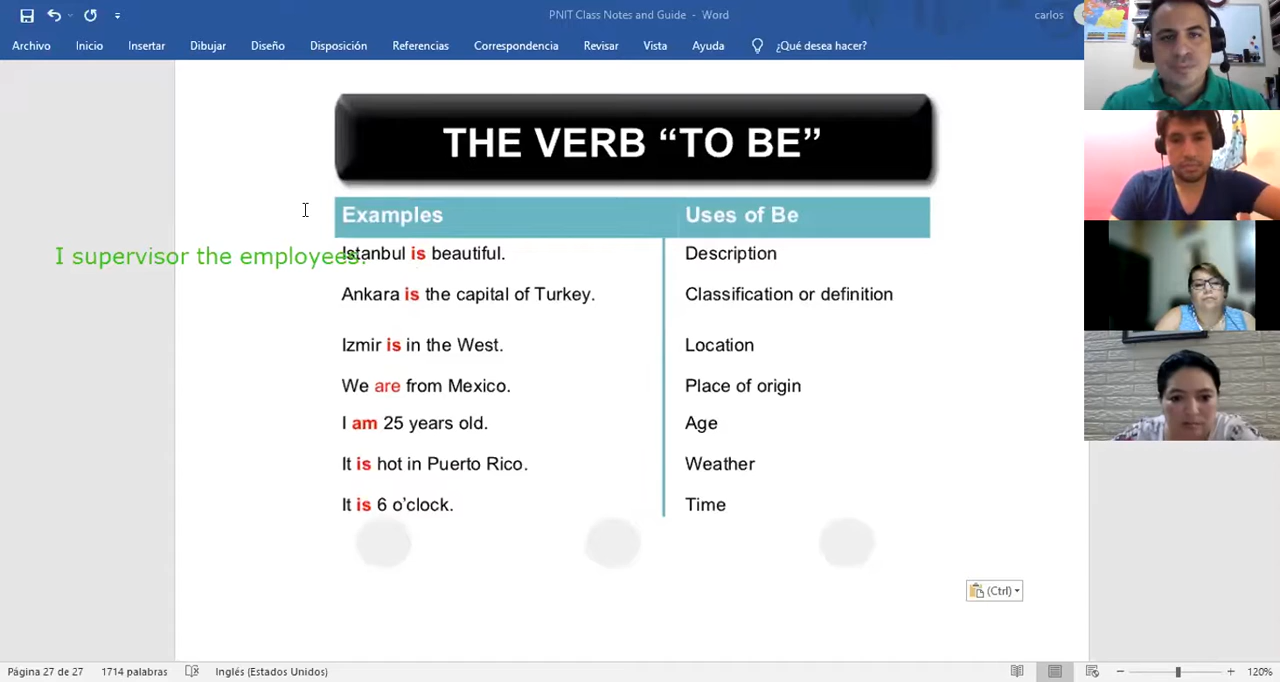 PNIT Class Notes and Guide - Word
carlos
Archivo Inicio Insertar Dibujar Diseño Disposición Referencias Correspondencia Revisar Vista Ayuda ¿Qué desea hacer?
THE VERB “TO BE”
Examples Uses of Be
I supervisor the employees.
Istanbul is beautiful. Description
Ankara is the capital of Turkey. Classification or definition
Izmir is in the West. Location
We are from Mexico. Place of origin
I am 25 years old. Age
It is hot in Puerto Rico. Weather
It is 6 o’clock. Time
(Ctrl)
Página 27 de 27 1714 palabras Inglés (Estados Unidos) 120%